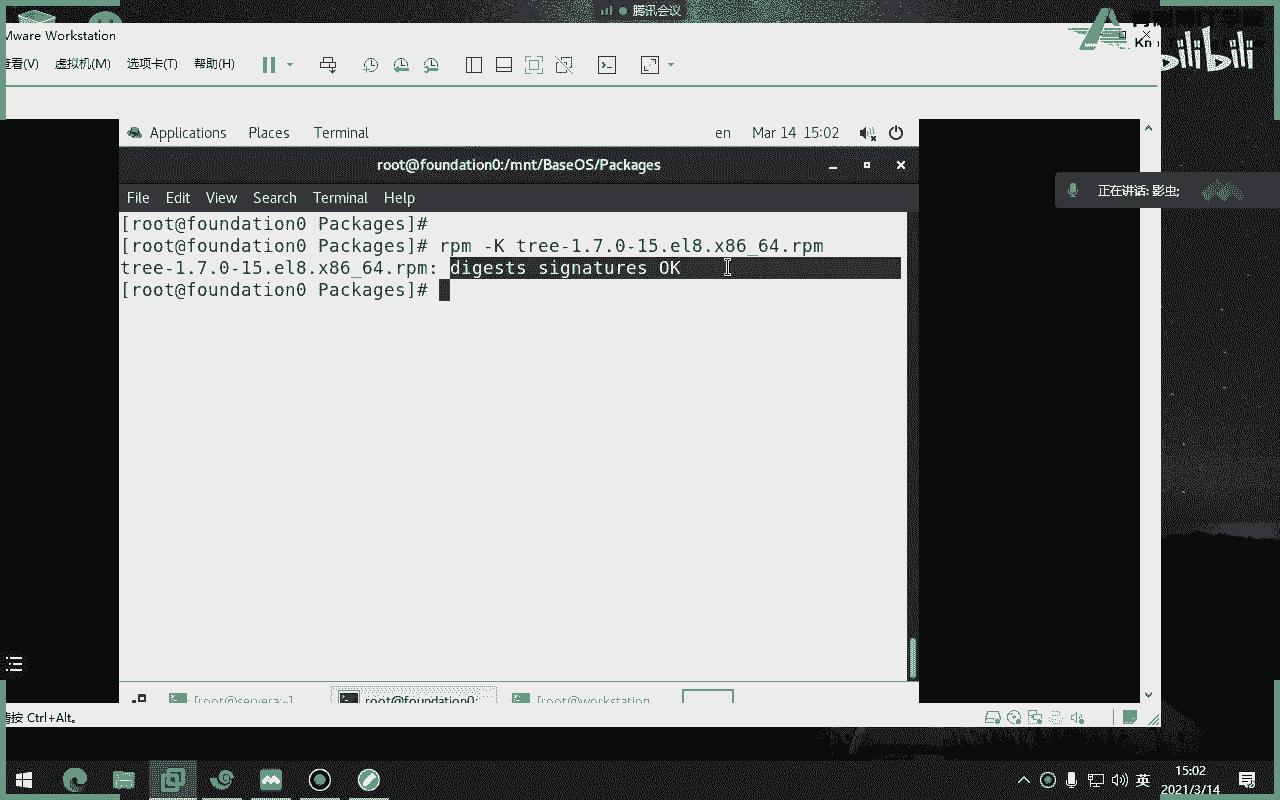 腾讯会议
Mware Workstation
查看(V) 虚拟机(M) 选项卡(T) 帮助(H)
bilibili
Applications Places Terminal en Mar 14 15:02
root@foundation0:/mnt/BaseOS/Packages
正在讲话: 影虫;
File Edit View Search Terminal Help
[root@foundation0 Packages]#
[root@foundation0 Packages]# rpm -K tree-1.7.0-15.el8.x86_64.rpm
tree-1.7.0-15.el8.x86_64.rpm: digests signatures OK
[root@foundation0 Packages]#
[root@servera:~] root@foundation0: [root@workstation
请按 Ctrl+Alt。
英
15:02
2021/3/14